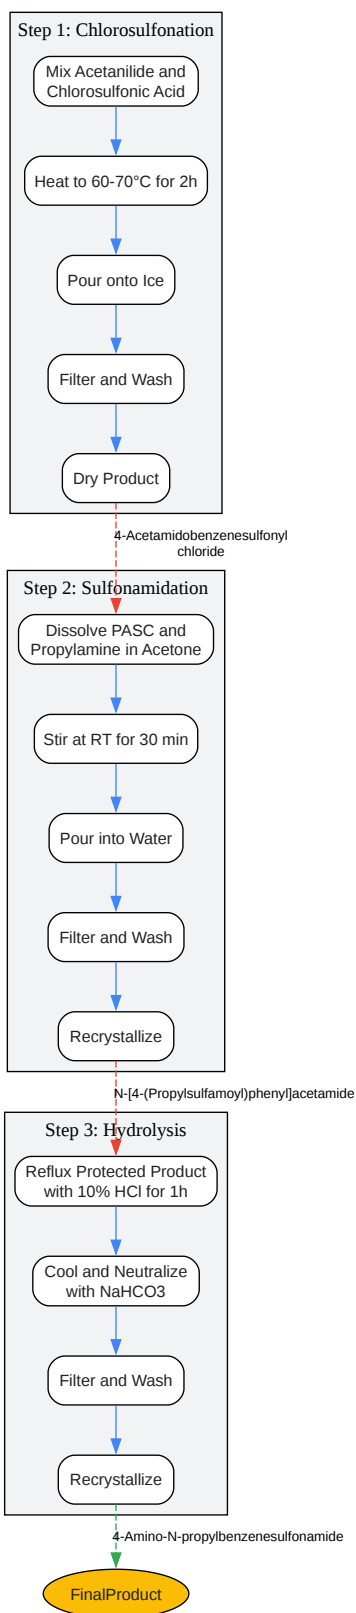 Step 1: Chlorosulfonation
Mix Acetanilide and
Chlorosulfonic Acid
Heat to 60-70°C for 2h
Pour onto Ice
Filter and Wash
Dry Product
4-Acetamidobenzenesulfonyl
chloride
Step 2: Sulfonamidation
Dissolve PASC and
Propylamine in Acetone
Stir at RT for 30 min
Pour into Water
Filter and Wash
Recrystallize
N-[4-(Propylsulfamoyl)phenyl]acetamide
Step 3: Hydrolysis
Reflux Protected Product
with 10% HCl for 1h
Cool and Neutralize
with NaHCO3
Filter and Wash
Recrystallize
4-Amino-N-propylbenzenesulfonamide
FinalProduct